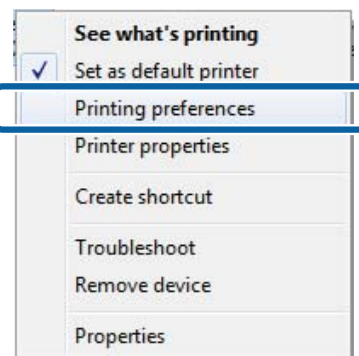 See what's printing
Set as default printer
Printing preferences
Printer properties
Create shortcut
Troubleshoot
Remove device
Properties